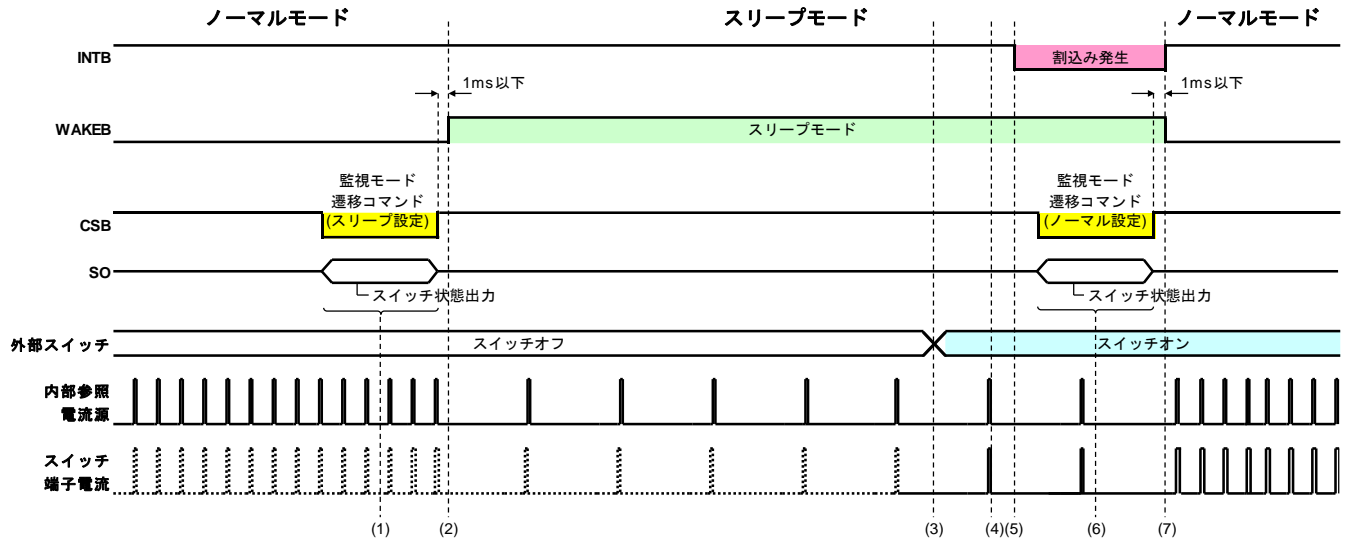 ノーマルモード
スリープモード
ノーマルモード
INTB
割込み発生
1ms以下
1ms以下
WAKEB
スリープモード
監視モード
遷移コマンド
(スリープ設定)
監視モード
遷移コマンド
(ノーマル設定)
CSB
SO
スイッチ状態出力
スイッチ状態出力
外部スイッチ
スイッチオフ
スイッチオン
内部参照
電流源
スイッチ
端子電流
(1)
(2)
(3)
(4)
(5)
(6)
(7)